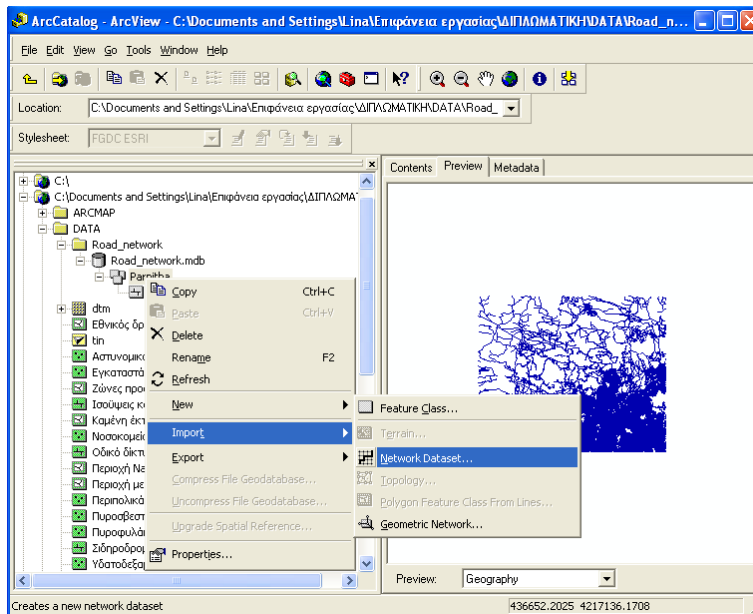 ArcCatalog - ArcView - C:\Documents and Settings\Lina\Επιφάνεια εργασίας\ΔΙΠΛΩΜΑΤΙΚΗ\DATA\Road_n...
File Edit View Go Tools Window Help
Location: C:\Documents and Settings\Lina\Επιφάνεια εργασίας\ΔΙΠΛΩΜΑΤΙΚΗ\DATA\Road_
Stylesheet: FGDC ESRI
Contents Preview Metadata
C:\
C:\Documents and Settings\Lina\Επιφάνεια εργασίας\ΔΙΠΛΩΜΑ
ARCMAP
DATA
Road_network
Road_network.mdb
Parnitha
dtm
Εθνικός δρ
tin
Αστυνομικ
Εγκαταστά
Ζώνες προ
Ισοϋψεις κ
Καμένη έκτ
Νοσοκομεί
Οδικό δίκτυ
Περιοχή Να
Περιοχή με
Περιπολικά
Πυροσβεστ
Πυροφυλά
Σιδηροδρο
Υδατοδεξα
Copy Ctrl+C
Paste Ctrl+V
Delete
Rename F2
Refresh
New
Import
Export
Compress File Geodatabase...
Uncompress File Geodatabase...
Upgrade Spatial Reference...
Properties...
Feature Class...
Terrain...
Network Dataset...
Topology...
Polygon Feature Class From Lines...
Geometric Network...
Preview: Geography
Creates a new network dataset 436652.2025 4217136.1708